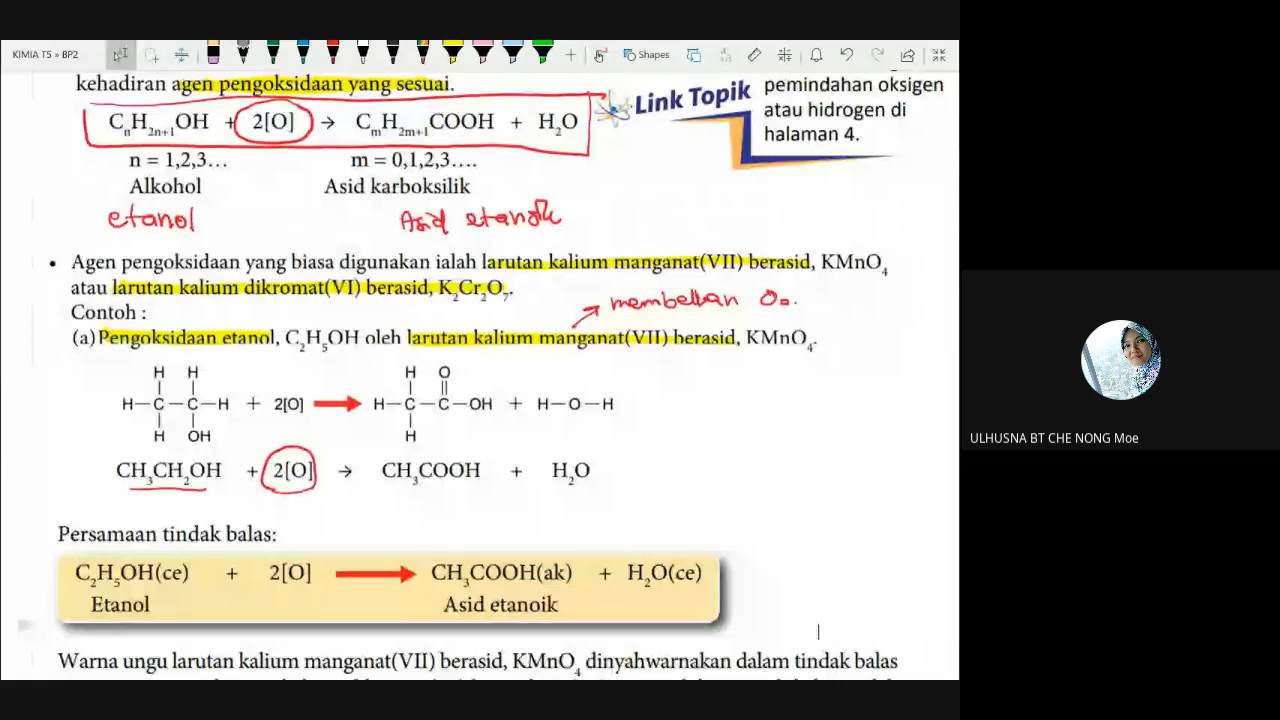 KIMIA T5 » BP2
Shapes
kehadiran agen pengoksidaan yang sesuai.
CₙH₂ₙ₊₁OH + 2[O] → CₘH₂ₘ₊₁COOH + H₂O
n = 1,2,3… m = 0,1,2,3….
Alkohol Asid karboksilik
etanol Asid etanoik
Link Topik
pemindahan oksigen
atau hidrogen di
halaman 4.
• Agen pengoksidaan yang biasa digunakan ialah larutan kalium manganat(VII) berasid, KMnO₄
atau larutan kalium dikromat(VI) berasid, K₂Cr₂O₇.
→ membelkan O₂.
Contoh :
(a) Pengoksidaan etanol, C₂H₅OH oleh larutan kalium manganat(VII) berasid, KMnO₄.
H H H O
H–C–C–H + 2[O] → H–C–C–OH + H–O–H
H OH H
CH₃CH₂OH + 2[O] → CH₃COOH + H₂O
Persamaan tindak balas:
C₂H₅OH(ce) + 2[O] → CH₃COOH(ak) + H₂O(ce)
Etanol Asid etanoik
Warna ungu larutan kalium manganat(VII) berasid, KMnO₄ dinyahwarnakan dalam tindak balas
ULHUSNA BT CHE NONG Moe